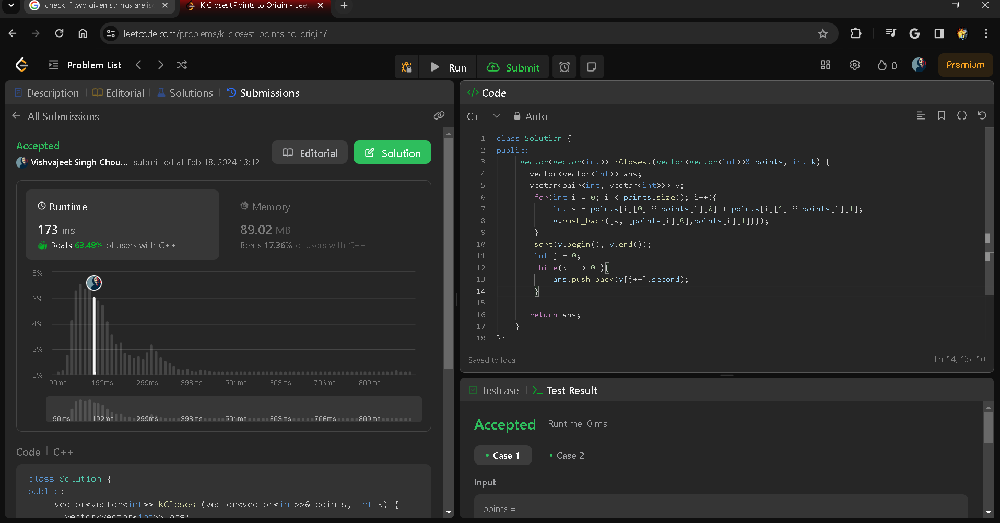 check if two given strings are is
K Closest Points to Origin - Leet
leetcode.com/problems/k-closest-points-to-origin/
Problem List
Run
Submit
0
Premium
Description
Editorial
Solutions
Submissions
All Submissions
Accepted
Vishvajeet Singh Chou... submitted at Feb 18, 2024 13:12
Editorial
Solution
Runtime
173 ms
Beats 63.48% of users with C++
Memory
89.02 MB
Beats 17.36% of users with C++
8%
6%
4%
2%
0%
90ms 192ms 295ms 398ms 501ms 603ms 706ms 809ms
90ms 192ms 295ms 398ms 501ms 603ms 706ms 809ms
Code C++
class Solution {
public:
vector<vector<int>> kClosest(vector<vector<int>>& points, int k) {
vector<vector<int>> ans;
Code
C++ Auto
1 class Solution {
2 public:
3 vector<vector<int>> kClosest(vector<vector<int>>& points, int k) {
4 vector<vector<int>> ans;
5 vector<pair<int, vector<int>>> v;
6 for(int i = 0; i < points.size(); i++){
7 int s = points[i][0] * points[i][0] + points[i][1] * points[i][1];
8 v.push_back({s, {points[i][0],points[i][1]}});
9 }
10 sort(v.begin(), v.end());
11 int j = 0;
12 while(k-- > 0 ){
13 ans.push_back(v[j++].second);
14 }
15
16 return ans;
17 }
18 };
Saved to local
Ln 14, Col 10
Testcase
Test Result
Accepted Runtime: 0 ms
Case 1
Case 2
Input
points =